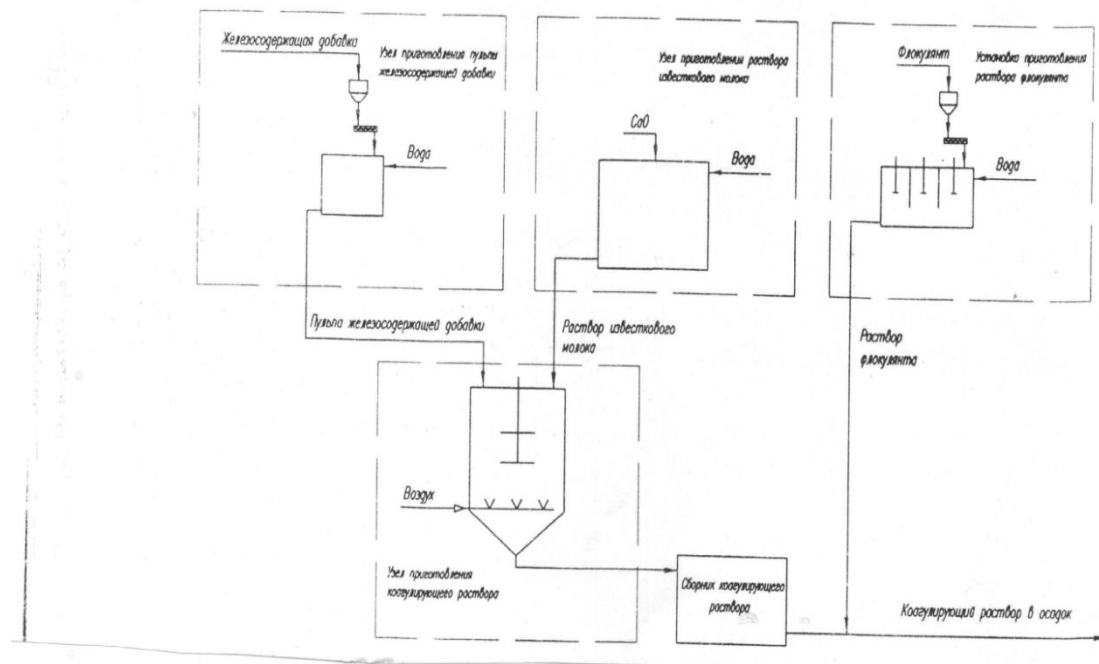 Железосодержащая добавка
Узел приготовления пульпы
железосодержащей добавки
Вода
Узел приготовления раствора
известкового молока
CaO
Вода
Флокулянт
Установка приготовления
раствора флокулянта
Вода
Пульпа железосодержащей добавки
Раствор известкового
молока
Раствор
флокулянта
Воздух
Узел приготовления
коагулирующего раствора
Сборник коагулирующего
раствора
Коагулирующий раствор в осадок